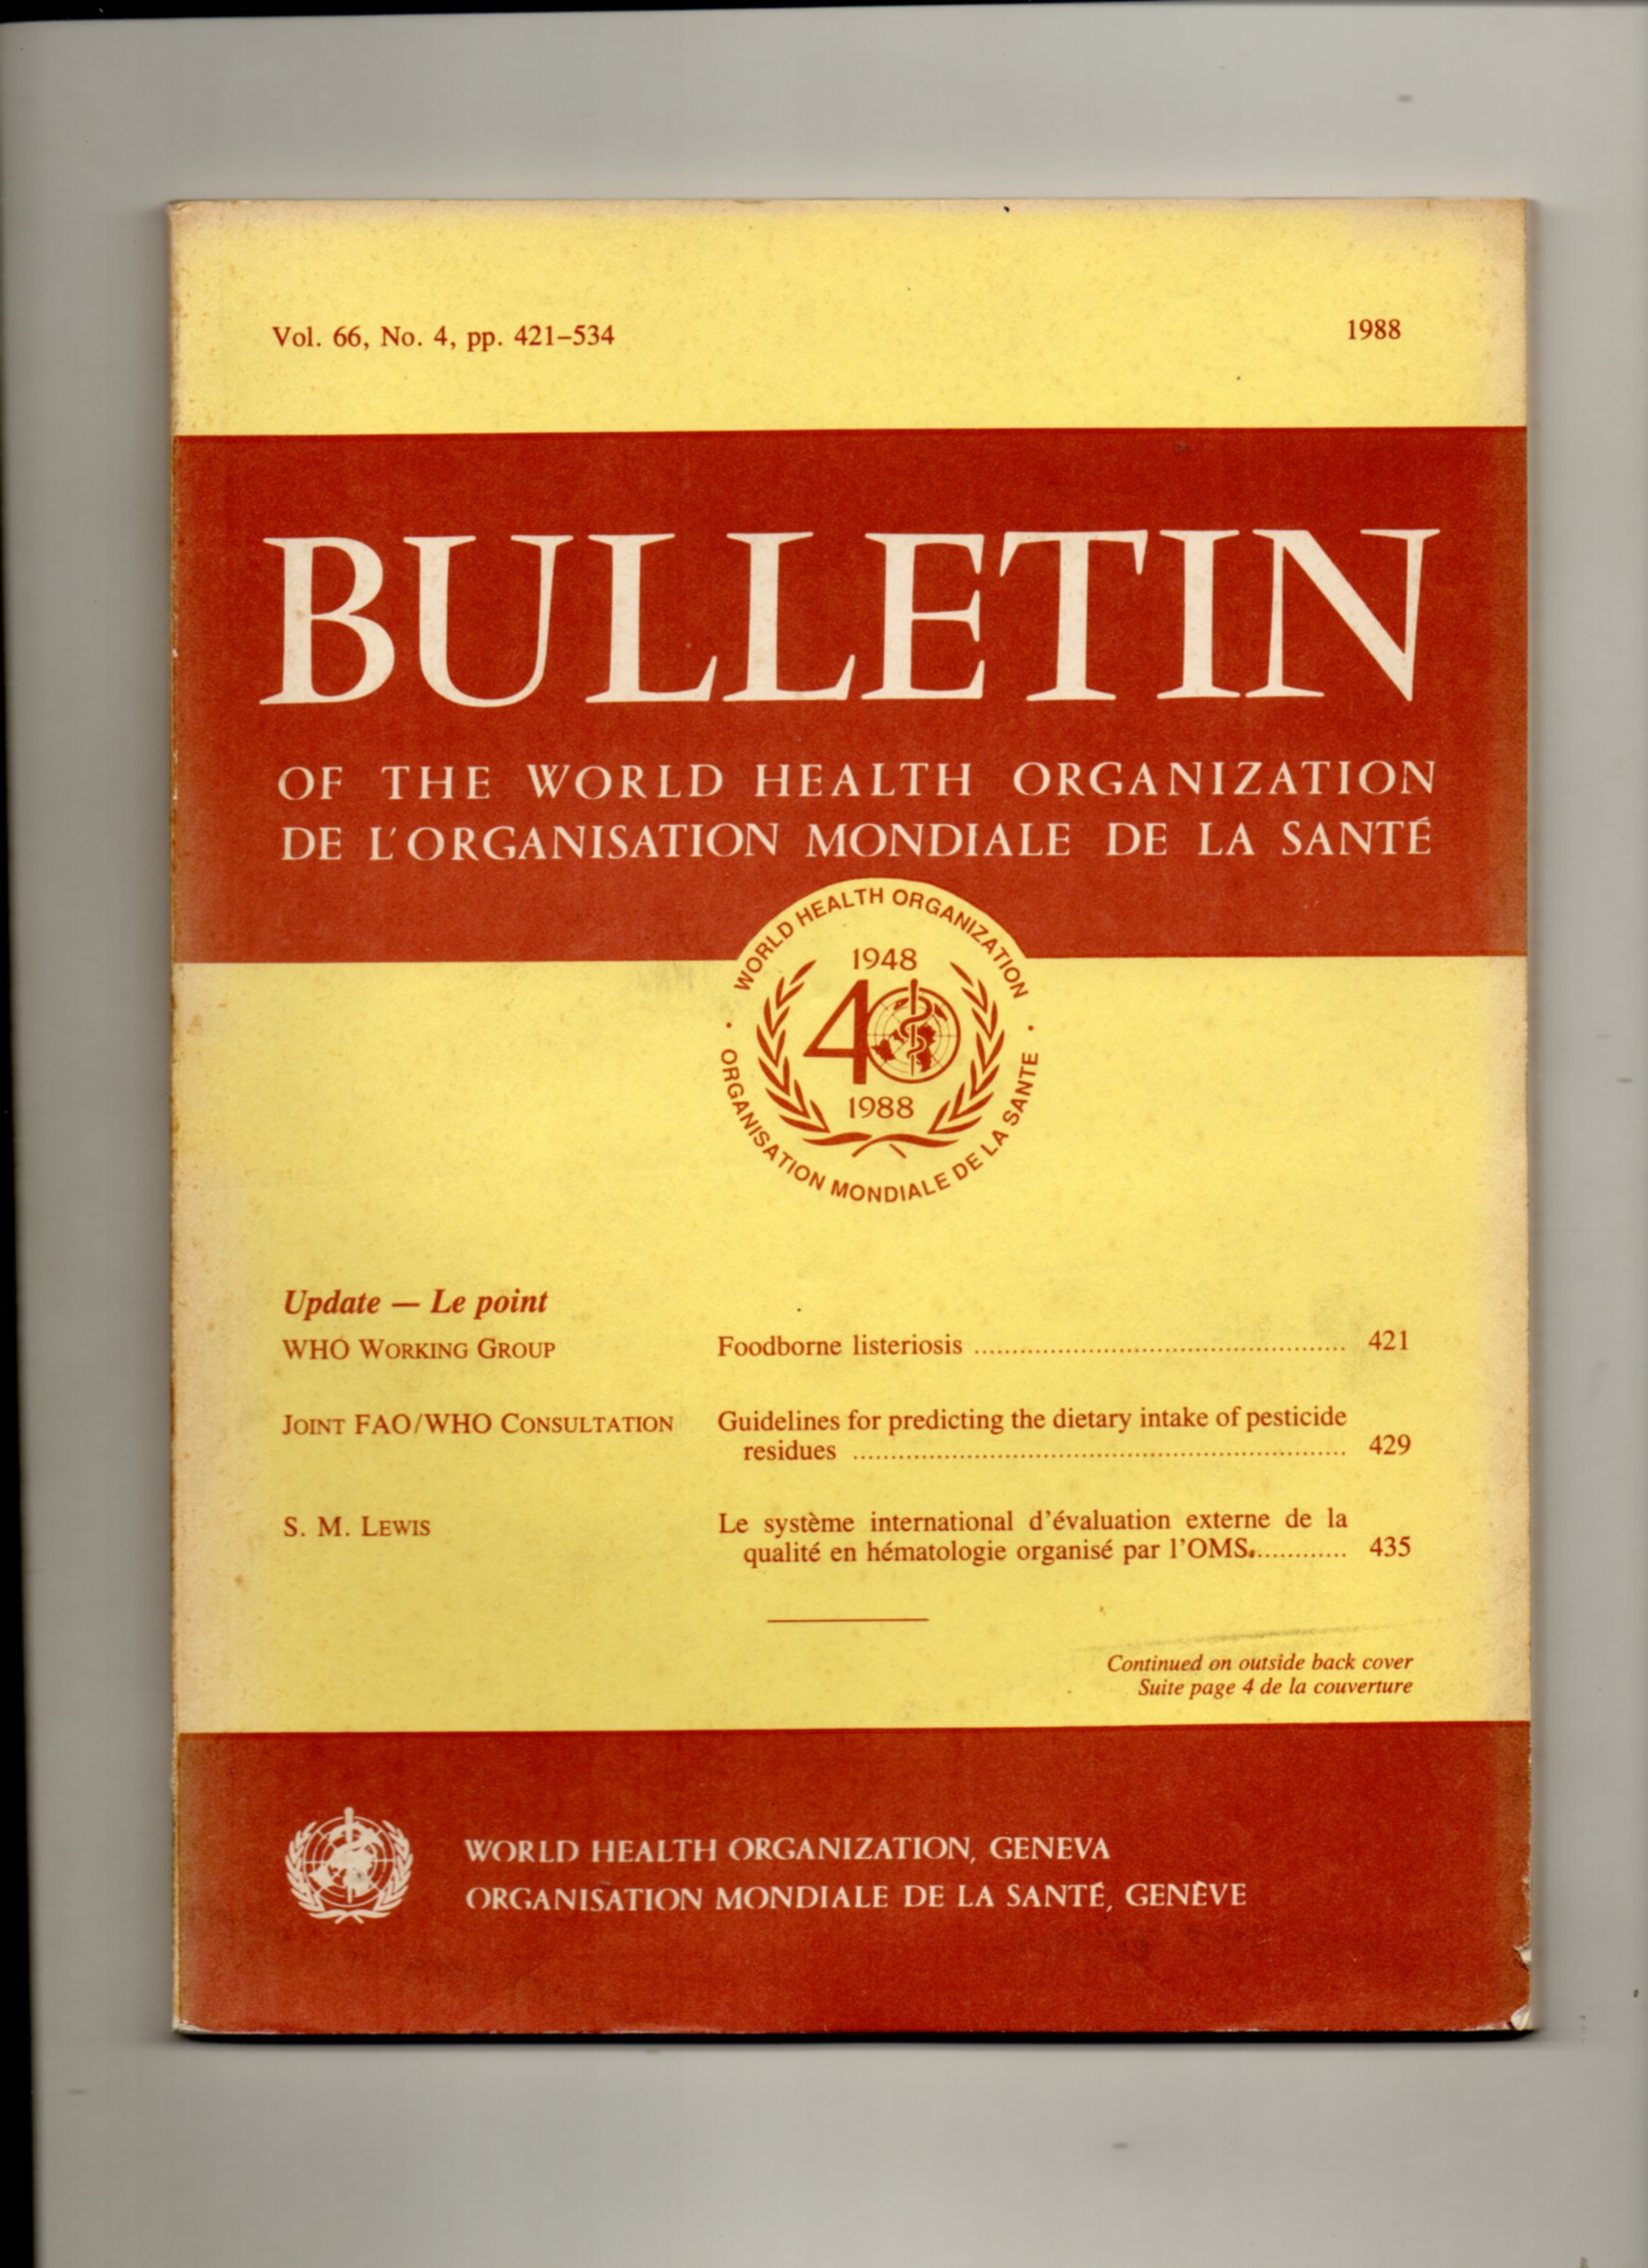 Vol. 66, No. 4, pp. 421–534
1988
BULLETIN
OF THE WORLD HEALTH ORGANIZATION
DE L'ORGANISATION MONDIALE DE LA SANTÉ
WORLD HEALTH ORGANIZATION
1948
40
1988
· ORGANISATION MONDIALE DE LA SANTE ·
Update — Le point
WHO WORKING GROUP Foodborne listeriosis ........................................ 421
JOINT FAO/WHO CONSULTATION Guidelines for predicting the dietary intake of pesticide
residues ........................................ 429
S. M. LEWIS Le système international d'évaluation externe de la
qualité en hématologie organisé par l'OMS............. 435
Continued on outside back cover
Suite page 4 de la couverture
WORLD HEALTH ORGANIZATION, GENEVA
ORGANISATION MONDIALE DE LA SANTÉ, GENÈVE